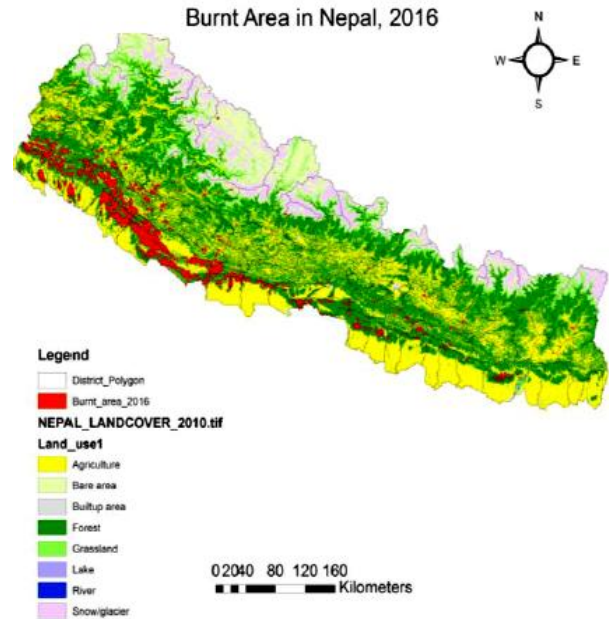 Burnt Area in Nepal, 2016
N
W E
S
Legend
District_Polygon
Burnt_area_2016
NEPAL_LANDCOVER_2010.tif
Land_use1
Agriculture
Bare area
Builtup area
Forest
Grassland
Lake
River
Snow/glacier
0 20 40 80 120 160
Kilometers